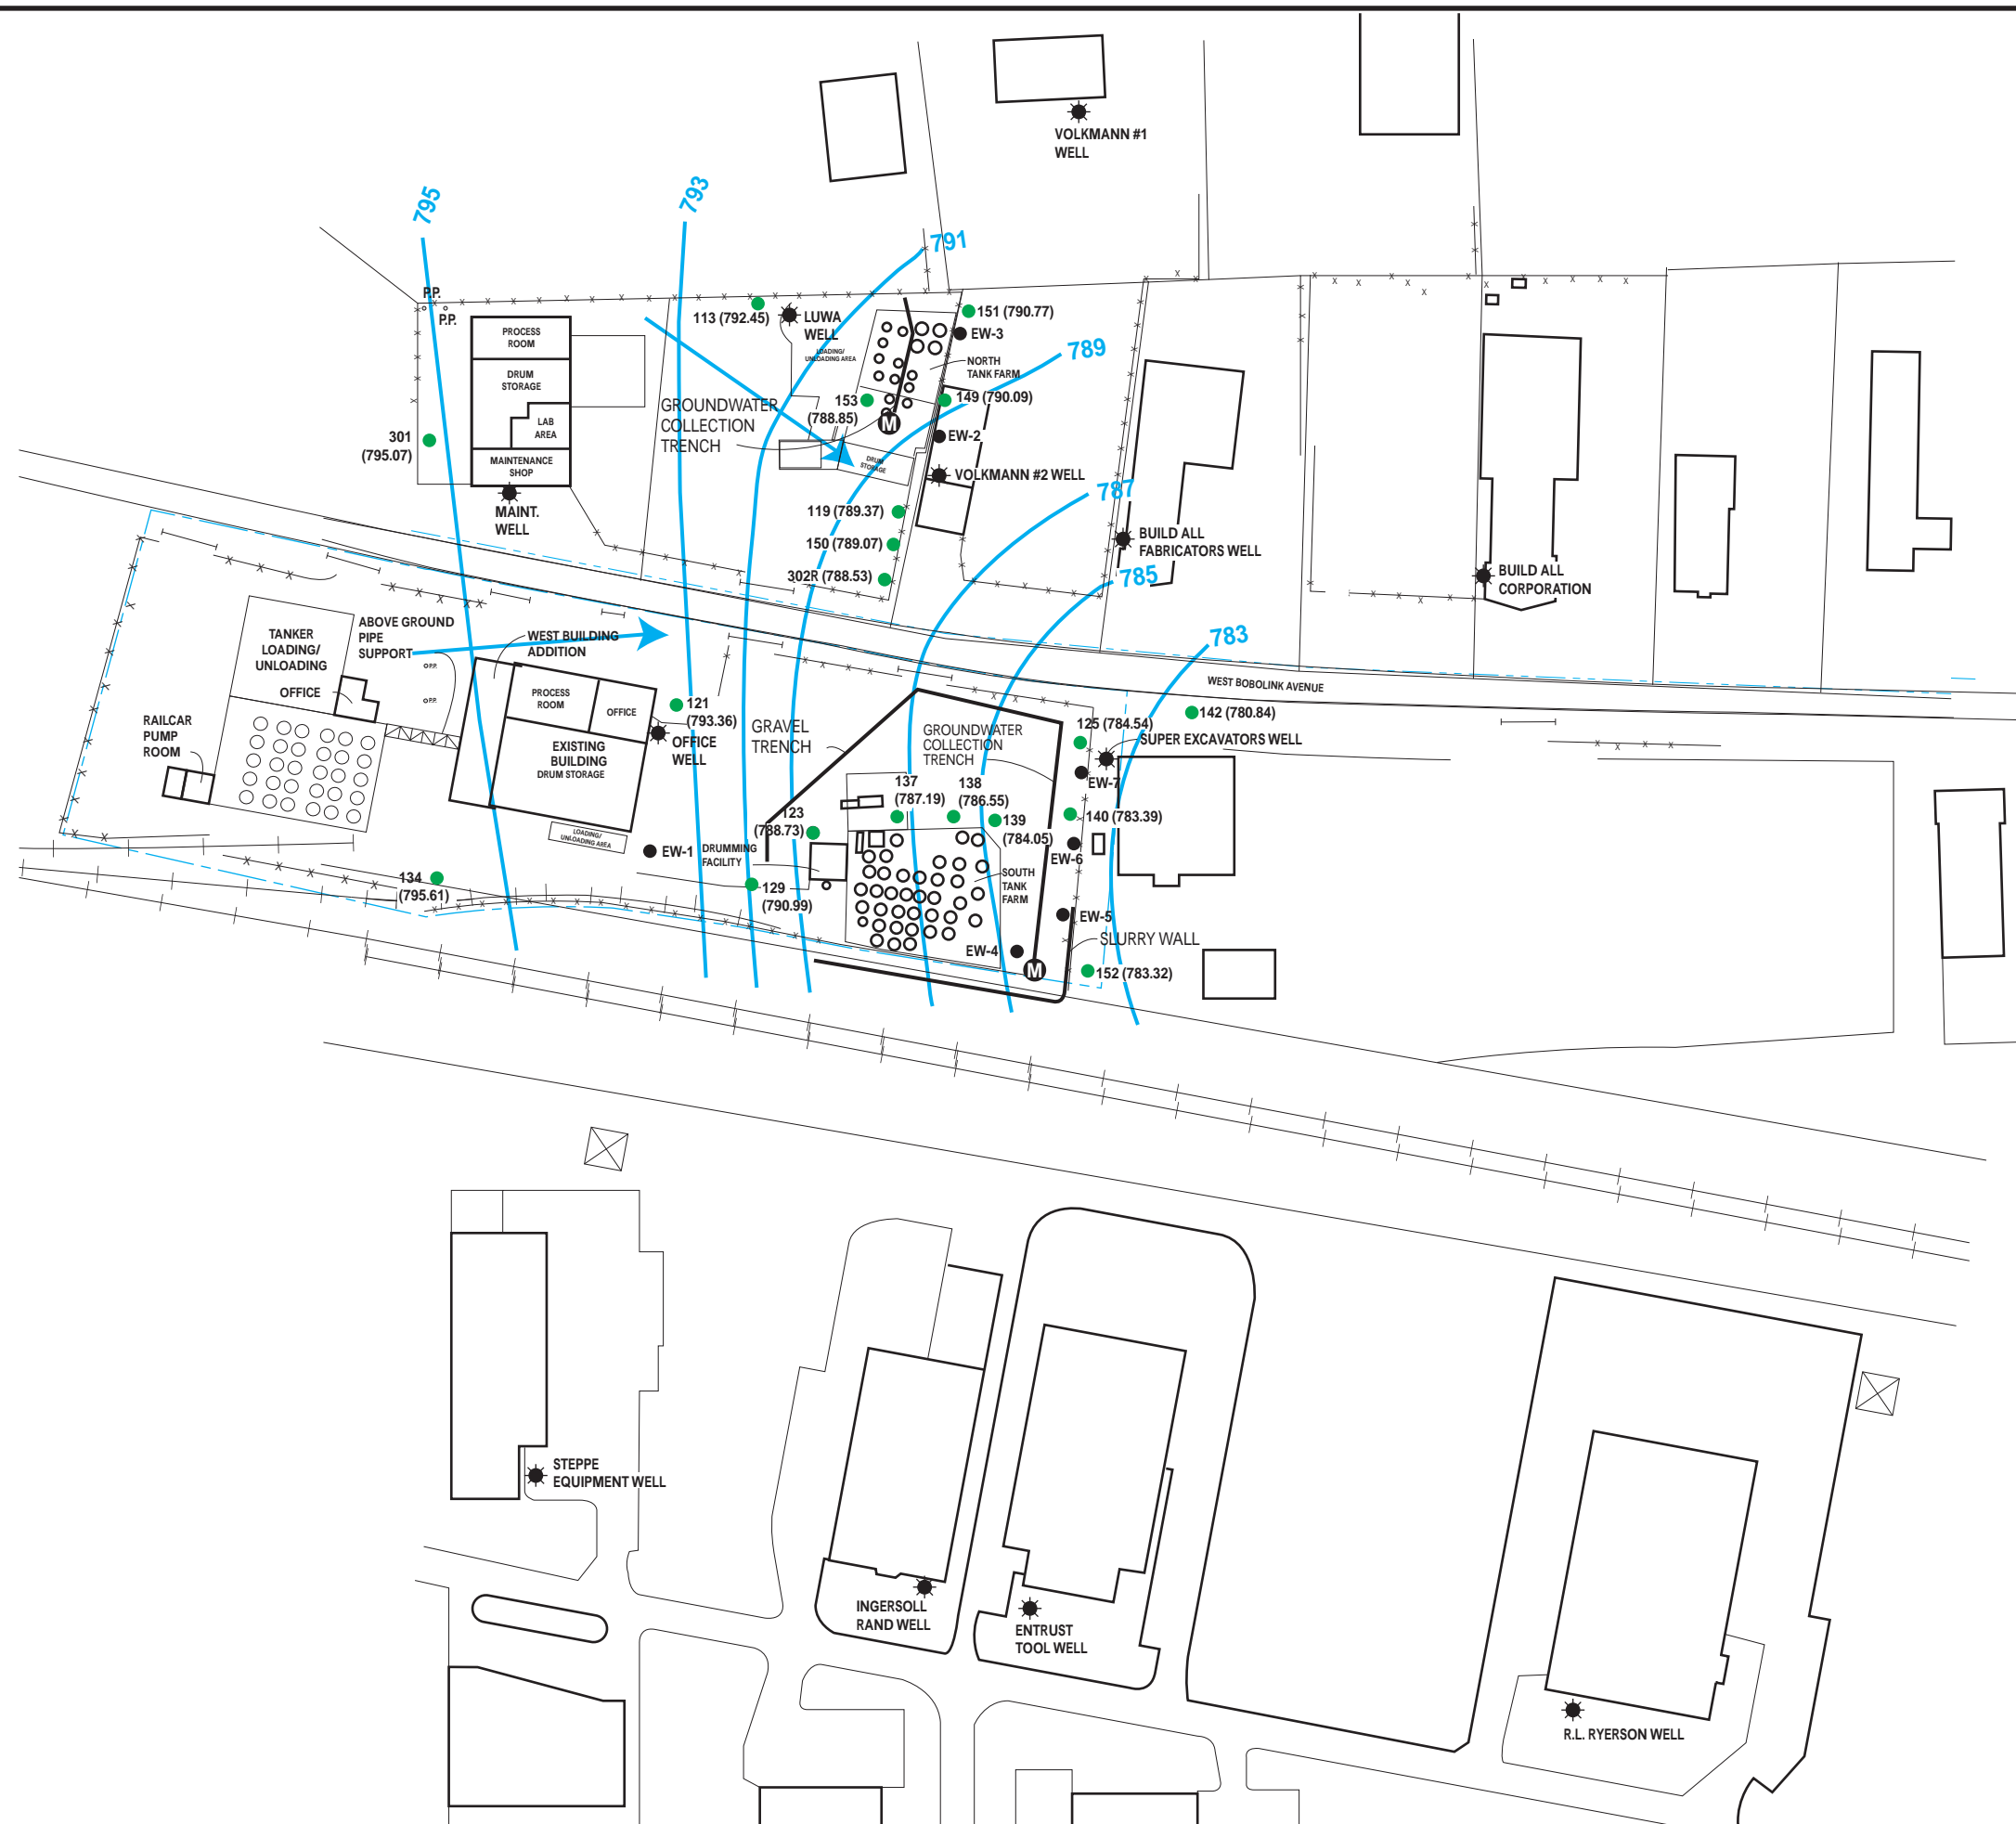 VOLKMANN #1
WELL
795
793
791
P.P.
P.P.
113 (792.45)
LUWA
WELL
151 (790.77)
EW-3
PROCESS
ROOM
LOADING/
UNLOADING AREA
789
NORTH
TANK FARM
DRUM
STORAGE
GROUNDWATER
COLLECTION
TRENCH
153
(788.85)
149 (790.09)
M
LAB
AREA
301
(795.07)
EW-2
MAINTENANCE
SHOP
DRUM
STORAGE
VOLKMANN #2 WELL
787
MAINT.
WELL
119 (789.37)
150 (789.07)
BUILD ALL
FABRICATORS WELL
302R (788.53)
785
BUILD ALL
CORPORATION
ABOVE GROUND
PIPE
SUPPORT
TANKER
LOADING/
UNLOADING
WEST BUILDING
ADDITION
783
P.P.
OFFICE
PROCESS
ROOM
OFFICE
WEST BOBOLINK AVENUE
P.P.
121
(793.36)
142 (780.84)
RAILCAR
PUMP
ROOM
GRAVEL
TRENCH
GROUNDWATER
COLLECTION
TRENCH
125 (784.54)
SUPER EXCAVATORS WELL
OFFICE
WELL
EXISTING
BUILDING
DRUM STORAGE
137
(787.19)
138
(786.55)
EW-7
123
(788.73)
140 (783.39)
139
(784.05)
LOADING/
UNLOADING AREA
EW-1
DRUMMING
FACILITY
EW-6
134
(795.61)
129
(790.99)
SOUTH
TANK
FARM
EW-5
SLURRY WALL
EW-4
M
152 (783.32)
STEPPE
EQUIPMENT WELL
INGERSOLL
RAND WELL
ENTRUST
TOOL WELL
R.L. RYERSON WELL